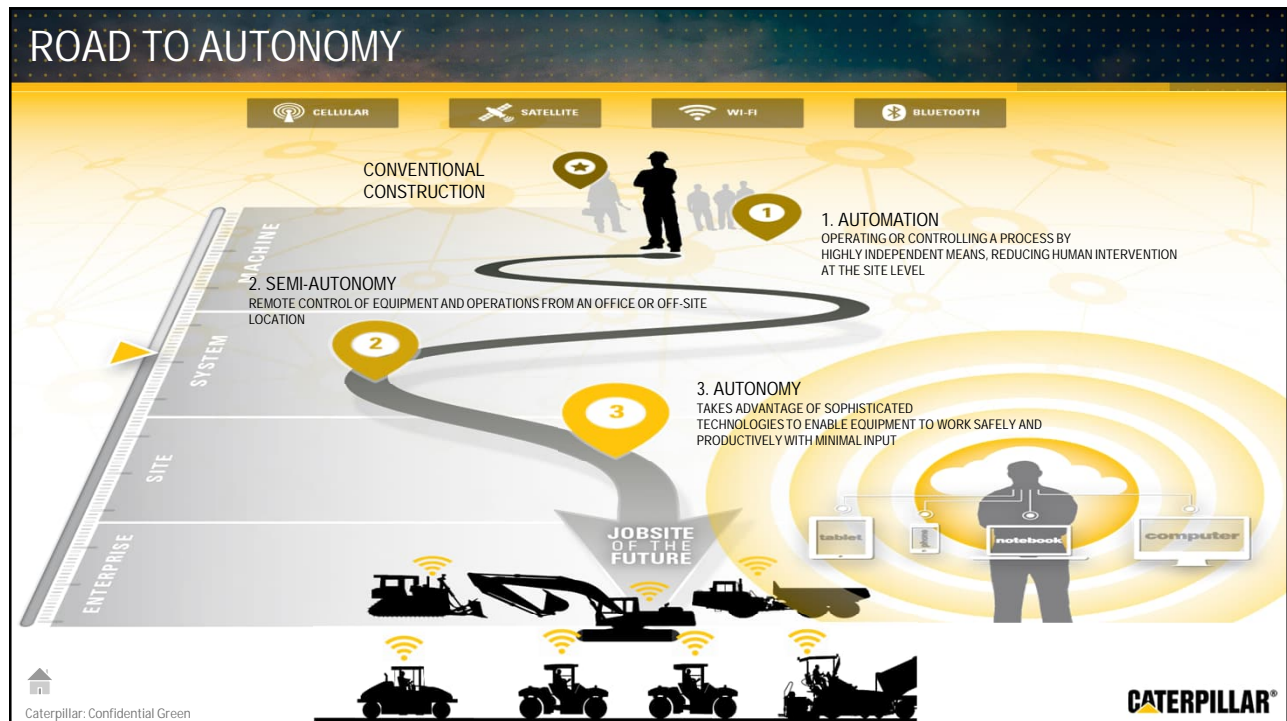 ROAD TO AUTONOMY
CELLULAR
SATELLITE
WI-FI
BLUETOOTH
CONVENTIONAL
CONSTRUCTION
1
1. AUTOMATION
OPERATING OR CONTROLLING A PROCESS BY
HIGHLY INDEPENDENT MEANS, REDUCING HUMAN INTERVENTION
AT THE SITE LEVEL
MACHINE
2. SEMI-AUTONOMY
REMOTE CONTROL OF EQUIPMENT AND OPERATIONS FROM AN OFFICE OR OFF-SITE
LOCATION
2
SYSTEM
3
3. AUTONOMY
TAKES ADVANTAGE OF SOPHISTICATED
TECHNOLOGIES TO ENABLE EQUIPMENT TO WORK SAFELY AND
PRODUCTIVELY WITH MINIMAL INPUT
SITE
JOBSITE
OF THE
FUTURE
tablet
phone
notebook
computer
ENTERPRISE
Caterpillar: Confidential Green
CATERPILLAR®